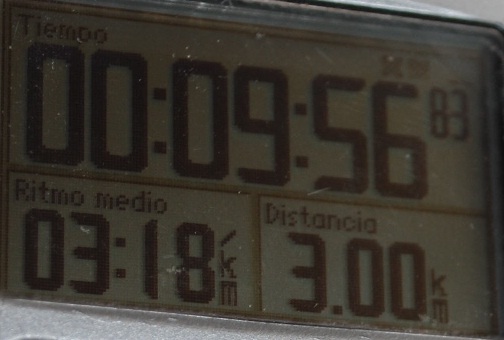 Tiempo
00:09:56 83
Ritmo medio
03:18/km
Distancia
3.00 km